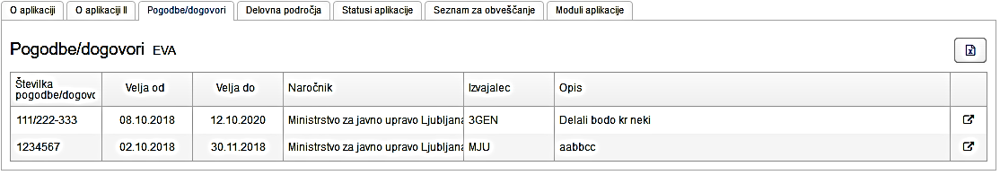 O aplikaciji O aplikaciji II Pogodbe/dogovori Delovna področja Statusi aplikacije Seznam za obveščanje Moduli aplikacije
Pogodbe/dogovori EVA
Številka
pogodbe/dogovo Velja od Velja do Naročnik Izvajalec Opis
111/222-333 08.10.2018 12.10.2020 Ministrstvo za javno upravo Ljubljana 3GEN Delali bodo kr neki
1234567 02.10.2018 30.11.2018 Ministrstvo za javno upravo Ljubljana MJU aabbcc